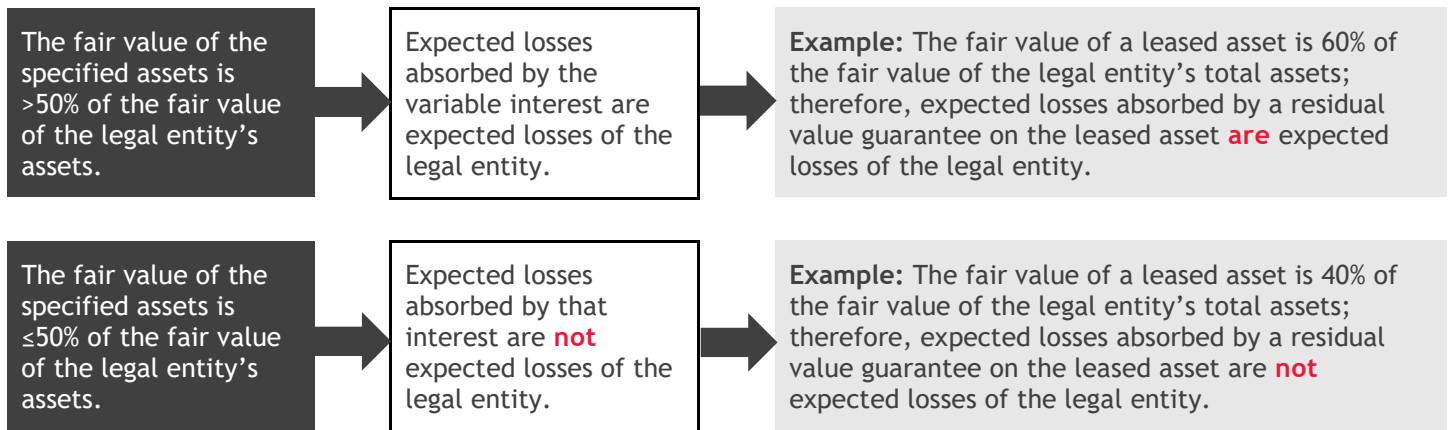 The fair value of the
specified assets is
>50% of the fair value
of the legal entity’s
assets.
Expected losses
absorbed by the
variable interest are
expected losses of the
legal entity.
Example: The fair value of a leased asset is 60% of
the fair value of the legal entity’s total assets;
therefore, expected losses absorbed by a residual
value guarantee on the leased asset are expected
losses of the legal entity.
The fair value of the
specified assets is
≤50% of the fair value
of the legal entity’s
assets.
Expected losses
absorbed by that
interest are not
expected losses of the
legal entity.
Example: The fair value of a leased asset is 40% of
the fair value of the legal entity’s total assets;
therefore, expected losses absorbed by a residual
value guarantee on the leased asset are not
expected losses of the legal entity.